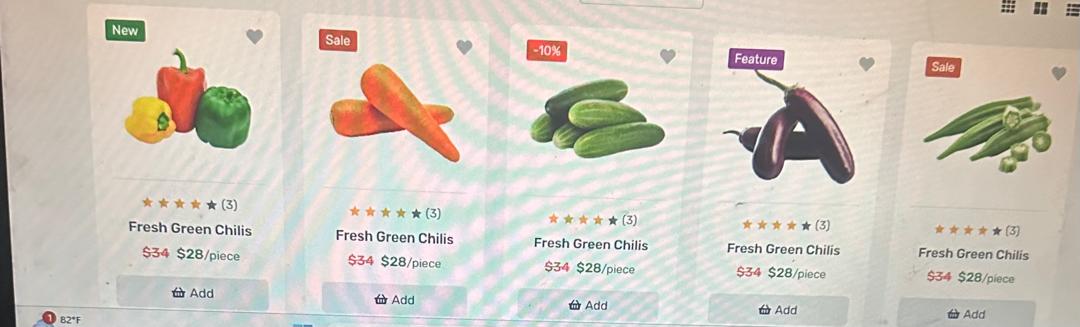 New
(3)
Fresh Green Chilis
$34 $28/piece
Add
Sale
(3)
Fresh Green Chilis
$34 $28/piece
Add
-10%
(3)
Fresh Green Chilis
$34 $28/piece
Add
Feature
(3)
Fresh Green Chilis
$34 $28/piece
Add
Sale
(3)
Fresh Green Chilis
$34 $28/piece
Add
1
82°F